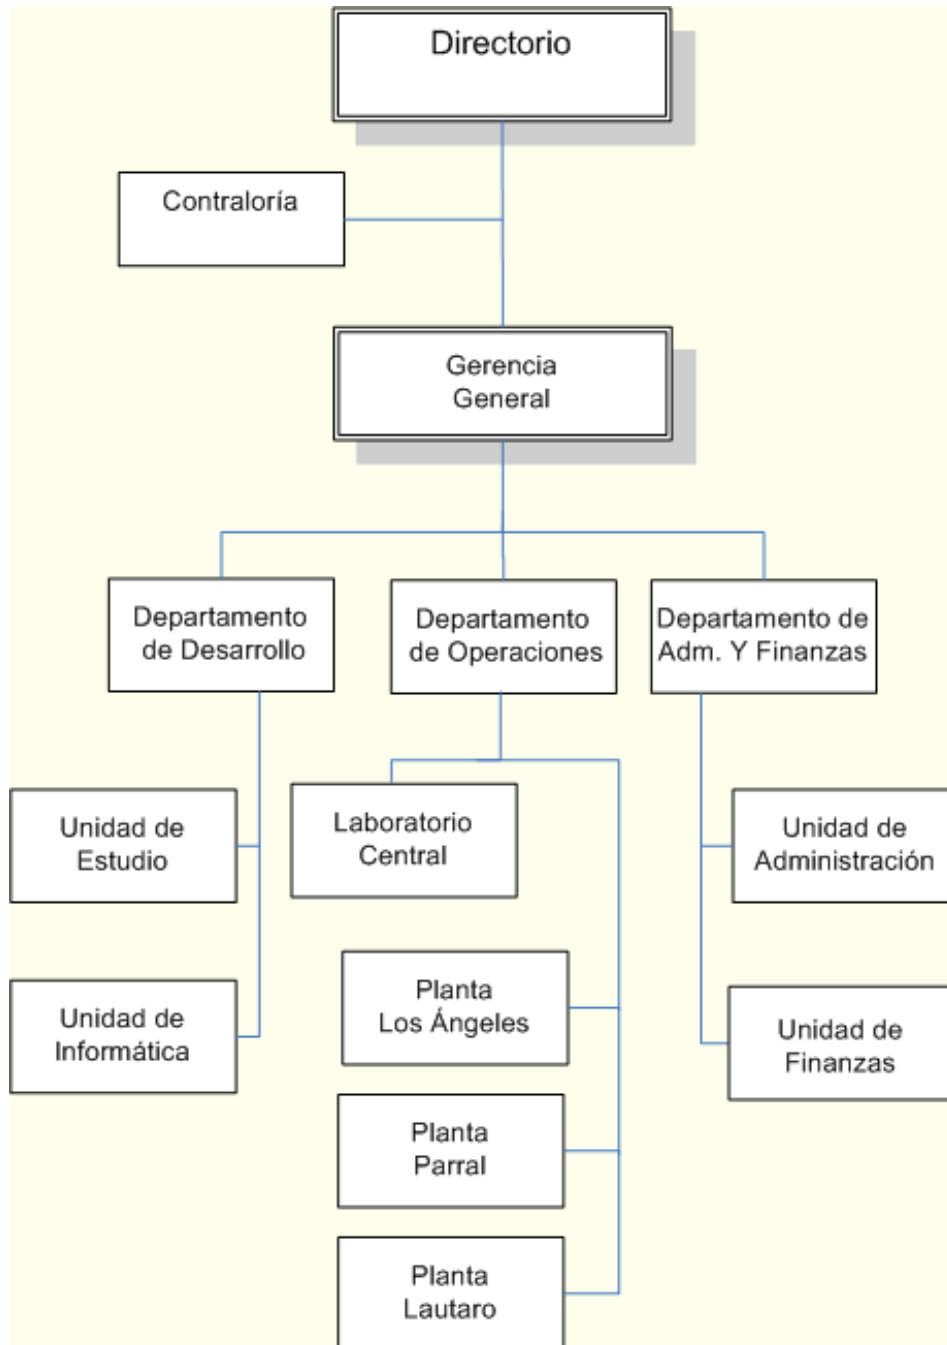 Directorio
Contraloría
Gerencia
General
Departamento
de Desarrollo
Departamento
de Operaciones
Departamento de
Adm. Y Finanzas
Unidad de
Estudio
Laboratorio
Central
Unidad de
Administración
Unidad de
Informática
Planta
Los Ángeles
Unidad de
Finanzas
Planta
Parral
Planta
Lautaro